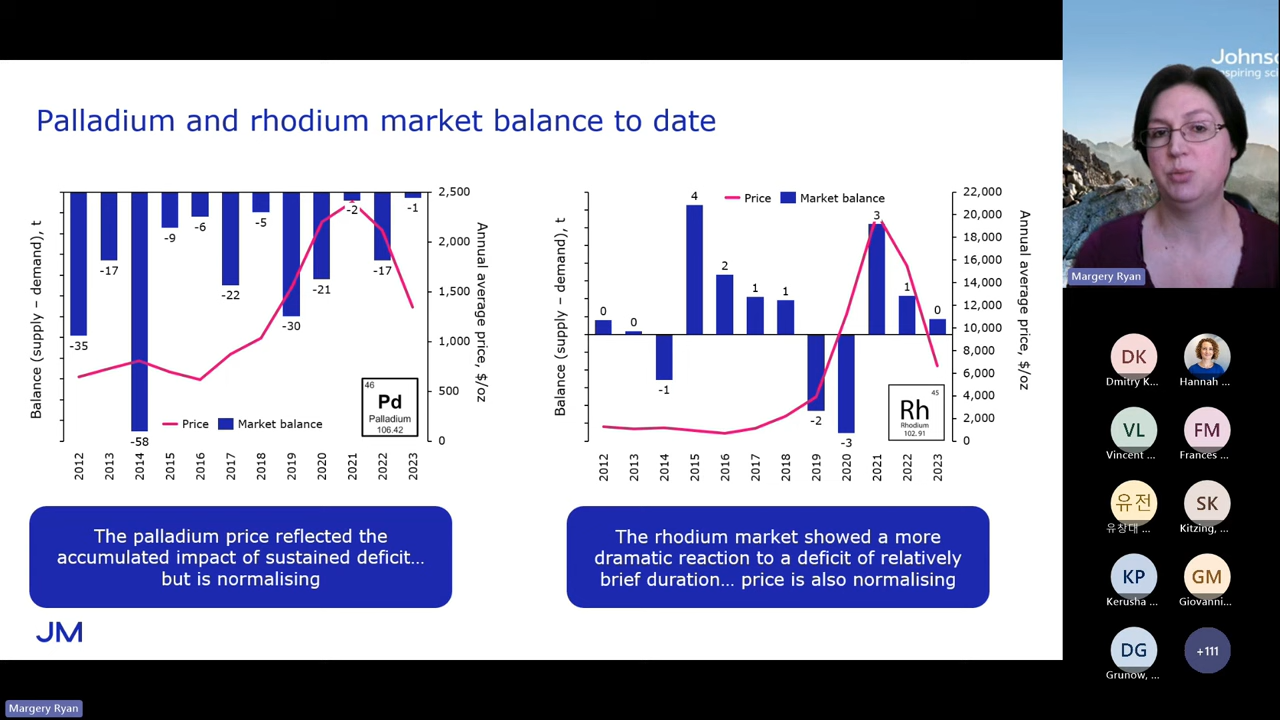 Palladium and rhodium market balance to date
Balance (supply – demand), t
-35
-17
-58
-9
-6
-22
-5
-30
-21
-2
-17
-1
2,500
2,000
1,500
1,000
500
0
Annual average price, $/oz
46
Pd
Palladium
106.42
Price
Market balance
2012
2013
2014
2015
2016
2017
2018
2019
2020
2021
2022
2023
The palladium price reflected the
accumulated impact of sustained deficit...
but is normalising
Balance (supply – demand), t
Price
Market balance
0
0
-1
4
2
1
1
-2
-3
3
1
0
22,000
20,000
18,000
16,000
14,000
12,000
10,000
8,000
6,000
4,000
2,000
0
Annual average price, $/oz
45
Rh
Rhodium
102.91
2012
2013
2014
2015
2016
2017
2018
2019
2020
2021
2022
2023
The rhodium market showed a more
dramatic reaction to a deficit of relatively
brief duration... price is also normalising
JM
Margery Ryan
Johnso
inspiring sci
Margery Ryan
DK
Dmitry K...
Hannah ...
VL
Vincent ...
FM
Frances ...
유전
유창대 ...
SK
Kitzing, ...
KP
Kerusha ...
GM
Giovanni...
DG
Grunow, ...
+111